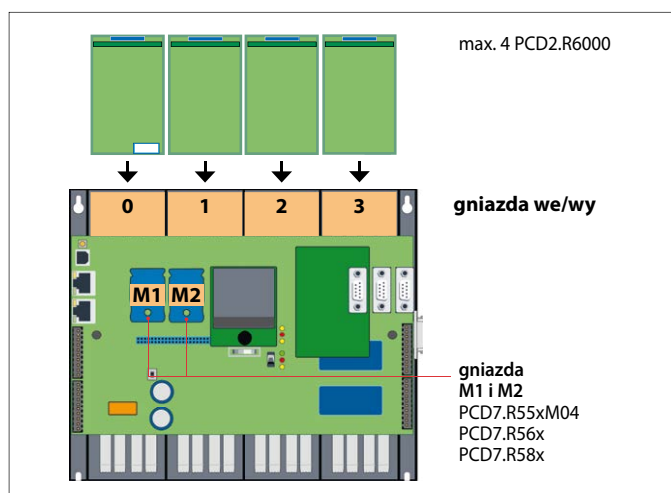 max. 4 PCD2.R6000
0 1 2 3
gniazda we/wy
M1 M2
gniazda
M1 i M2
PCD7.R55xM04
PCD7.R56x
PCD7.R58x